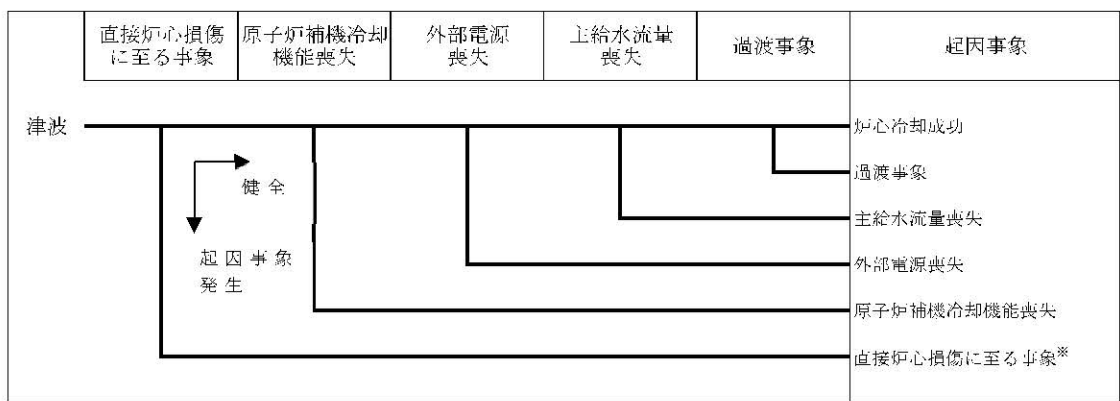 直接炉心損傷
に至る事象
原子炉補機冷却
機能喪失
外部電源
喪失
主給水流量
喪失
過渡事象
起因事象
津波
健全
起因事象
発生
炉心冷却成功
過渡事象
主給水流量喪失
外部電源喪失
原子炉補機冷却機能喪失
直接炉心損傷に至る事象※